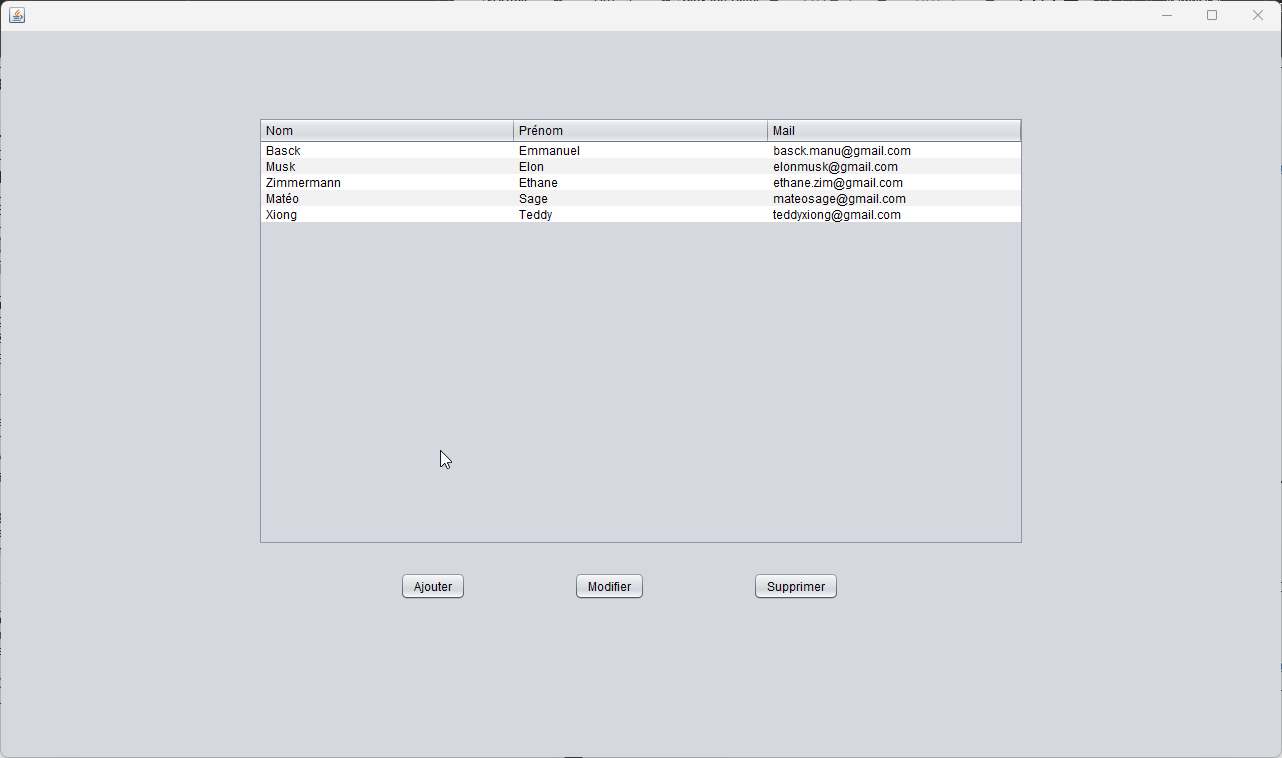 Nom Prénom Mail
Basck Emmanuel basck.manu@gmail.com
Musk Elon elonmusk@gmail.com
Zimmermann Ethane ethane.zim@gmail.com
Matéo Sage mateosage@gmail.com
Xiong Teddy teddyxiong@gmail.com
Ajouter Modifier Supprimer